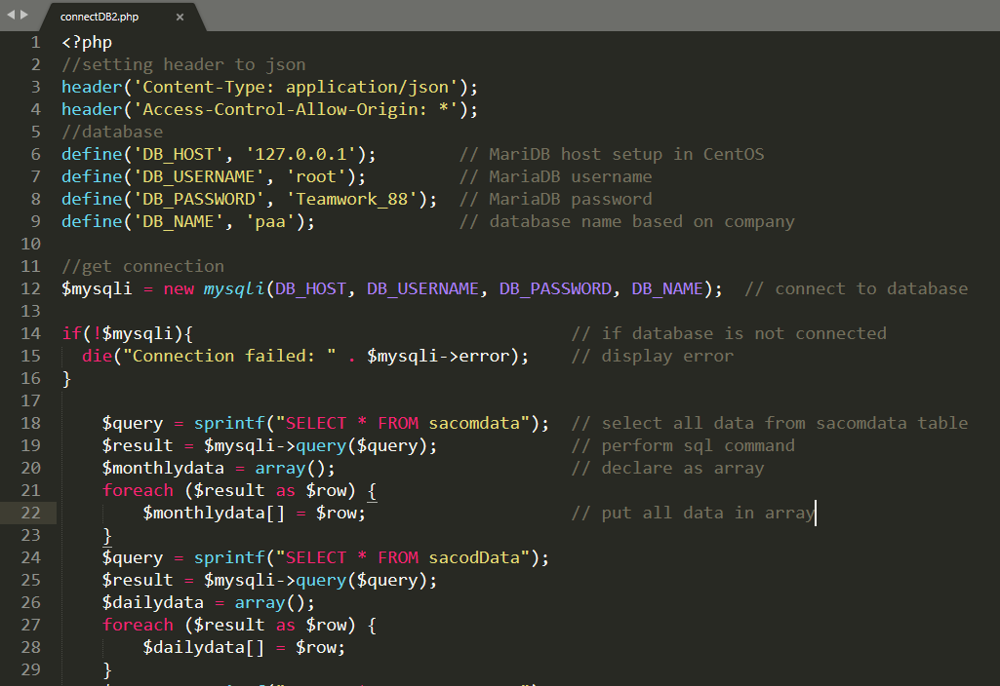 connectDB2.php ×
1 <?php
2 //setting header to json
3 header('Content-Type: application/json');
4 header('Access-Control-Allow-Origin: *');
5 //database
6 define('DB_HOST', '127.0.0.1'); // MariDB host setup in CentOS
7 define('DB_USERNAME', 'root'); // MariaDB username
8 define('DB_PASSWORD', 'Teamwork_88'); // MariaDB password
9 define('DB_NAME', 'paa'); // database name based on company
10
11 //get connection
12 $mysqli = new mysqli(DB_HOST, DB_USERNAME, DB_PASSWORD, DB_NAME); // connect to database
13
14 if(!$mysqli){ // if database is not connected
15 die("Connection failed: " . $mysqli->error); // display error
16 }
17
18 $query = sprintf("SELECT * FROM sacomdata"); // select all data from sacomdata table
19 $result = $mysqli->query($query); // perform sql command
20 $monthlydata = array(); // declare as array
21 foreach ($result as $row) {
22 $monthlydata[] = $row; // put all data in array
23 }
24 $query = sprintf("SELECT * FROM sacodData");
25 $result = $mysqli->query($query);
26 $dailydata = array();
27 foreach ($result as $row) {
28 $dailydata[] = $row;
29 }